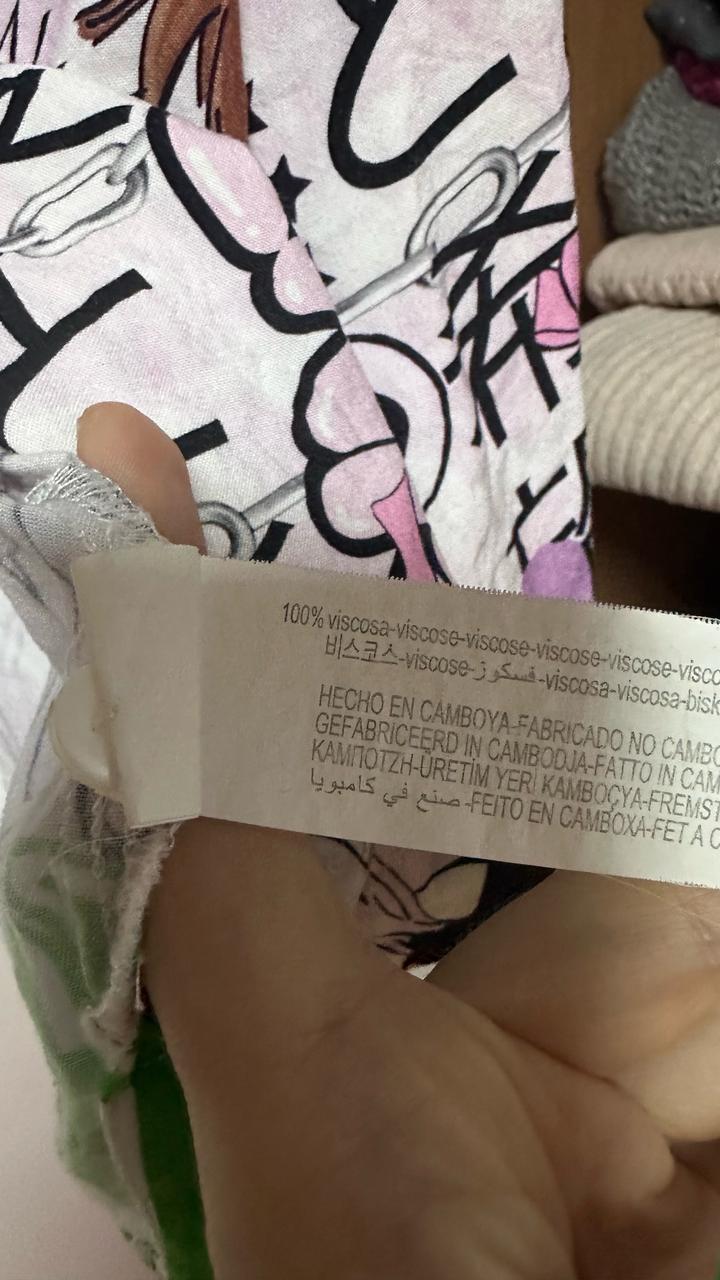 100% viscosa-viscose-viscose-viscose-viscose-visco
비스코스-viscose-فسكوز-viscosa-viscosa-bisk
HECHO EN CAMBOYA-FABRICADO NO CAMBO
GEFABRICEERD IN CAMBODJA-FATTO IN CAM
ΚΑΜΠΟΤΖΗ-ÜRETİM YERİ KAMBOÇYA-FREMST
صنع في كامبوديا-FEITO EN CAMBOXA-FET A C